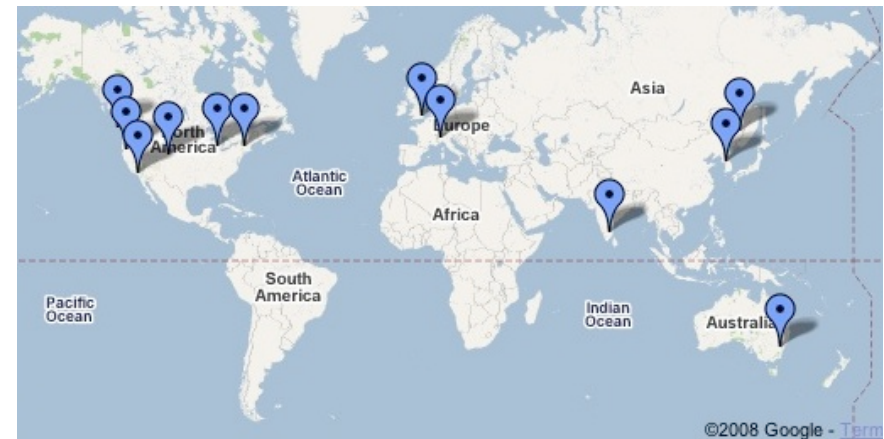 Asia
North
America
Europe
Atlantic
Ocean
Africa
South
America
Pacific
Ocean
Indian
Ocean
Australia
©2008 Google - Term